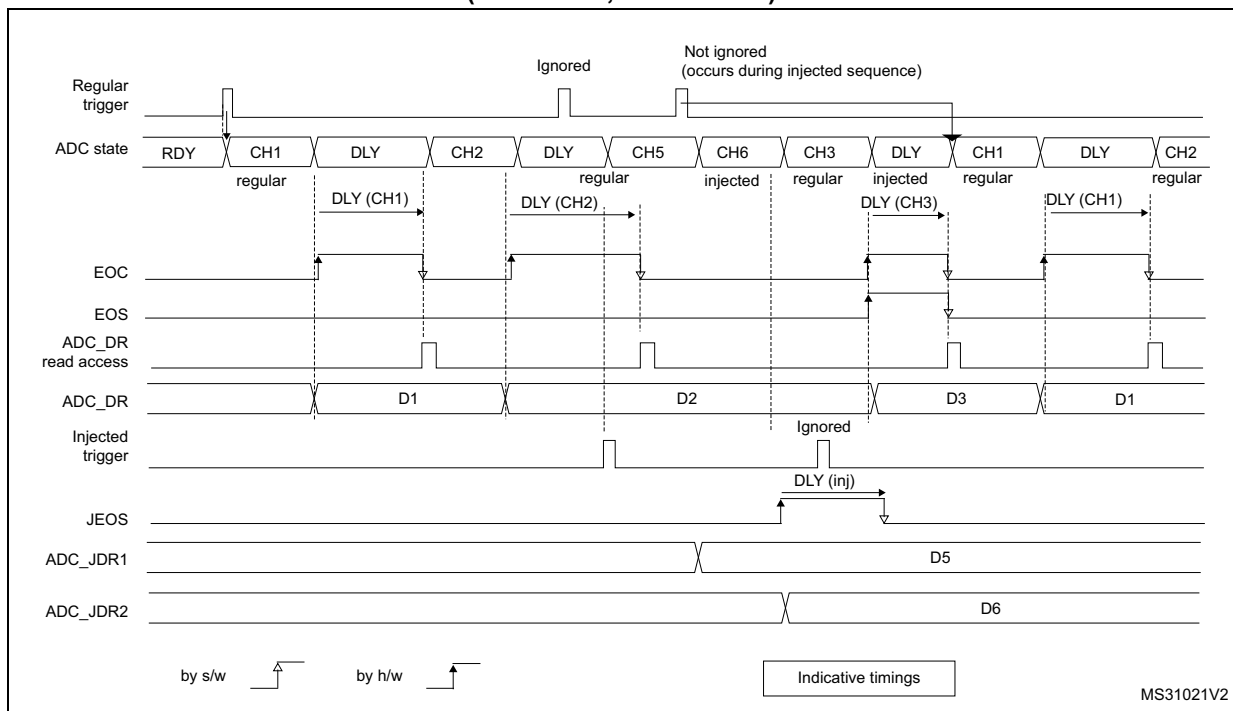 Ignored
Not ignored
(occurs during injected sequence)
Regular
trigger
ADC state
RDY
CH1
DLY
CH2
DLY
CH5
CH6
CH3
DLY
CH1
DLY
CH2
regular
regular
injected
regular
injected
regular
regular
DLY (CH1)
DLY (CH2)
DLY (CH3)
DLY (CH1)
EOC
EOS
ADC_DR
read access
ADC_DR
D1
D2
D3
D1
Injected
trigger
Ignored
DLY (inj)
JEOS
ADC_JDR1
D5
ADC_JDR2
D6
by s/w
by h/w
Indicative timings
MS31021V2